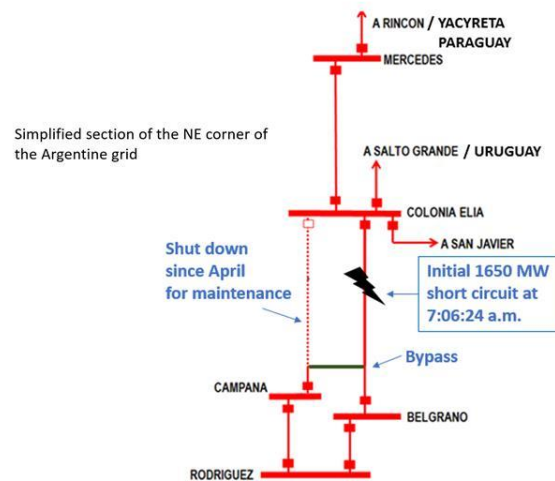 A RINCON / YACYRETA
PARAGUAY
MERCEDES
Simplified section of the NE corner of
the Argentine grid
A SALTO GRANDE / URUGUAY
COLONIA ELIA
A SAN JAVIER
Shut down
since April
for maintenance
Initial 1650 MW
short circuit at
7:06:24 a.m.
Bypass
CAMPANA
BELGRANO
RODRIGUEZ